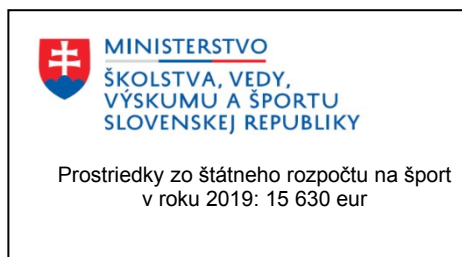 MINISTERSTVO
ŠKOLSTVA, VEDY,
VÝSKUMU A ŠPORTU
SLOVENSKEJ REPUBLIKY
Prostriedky zo štátneho rozpočtu na šport
v roku 2019: 15 630 eur